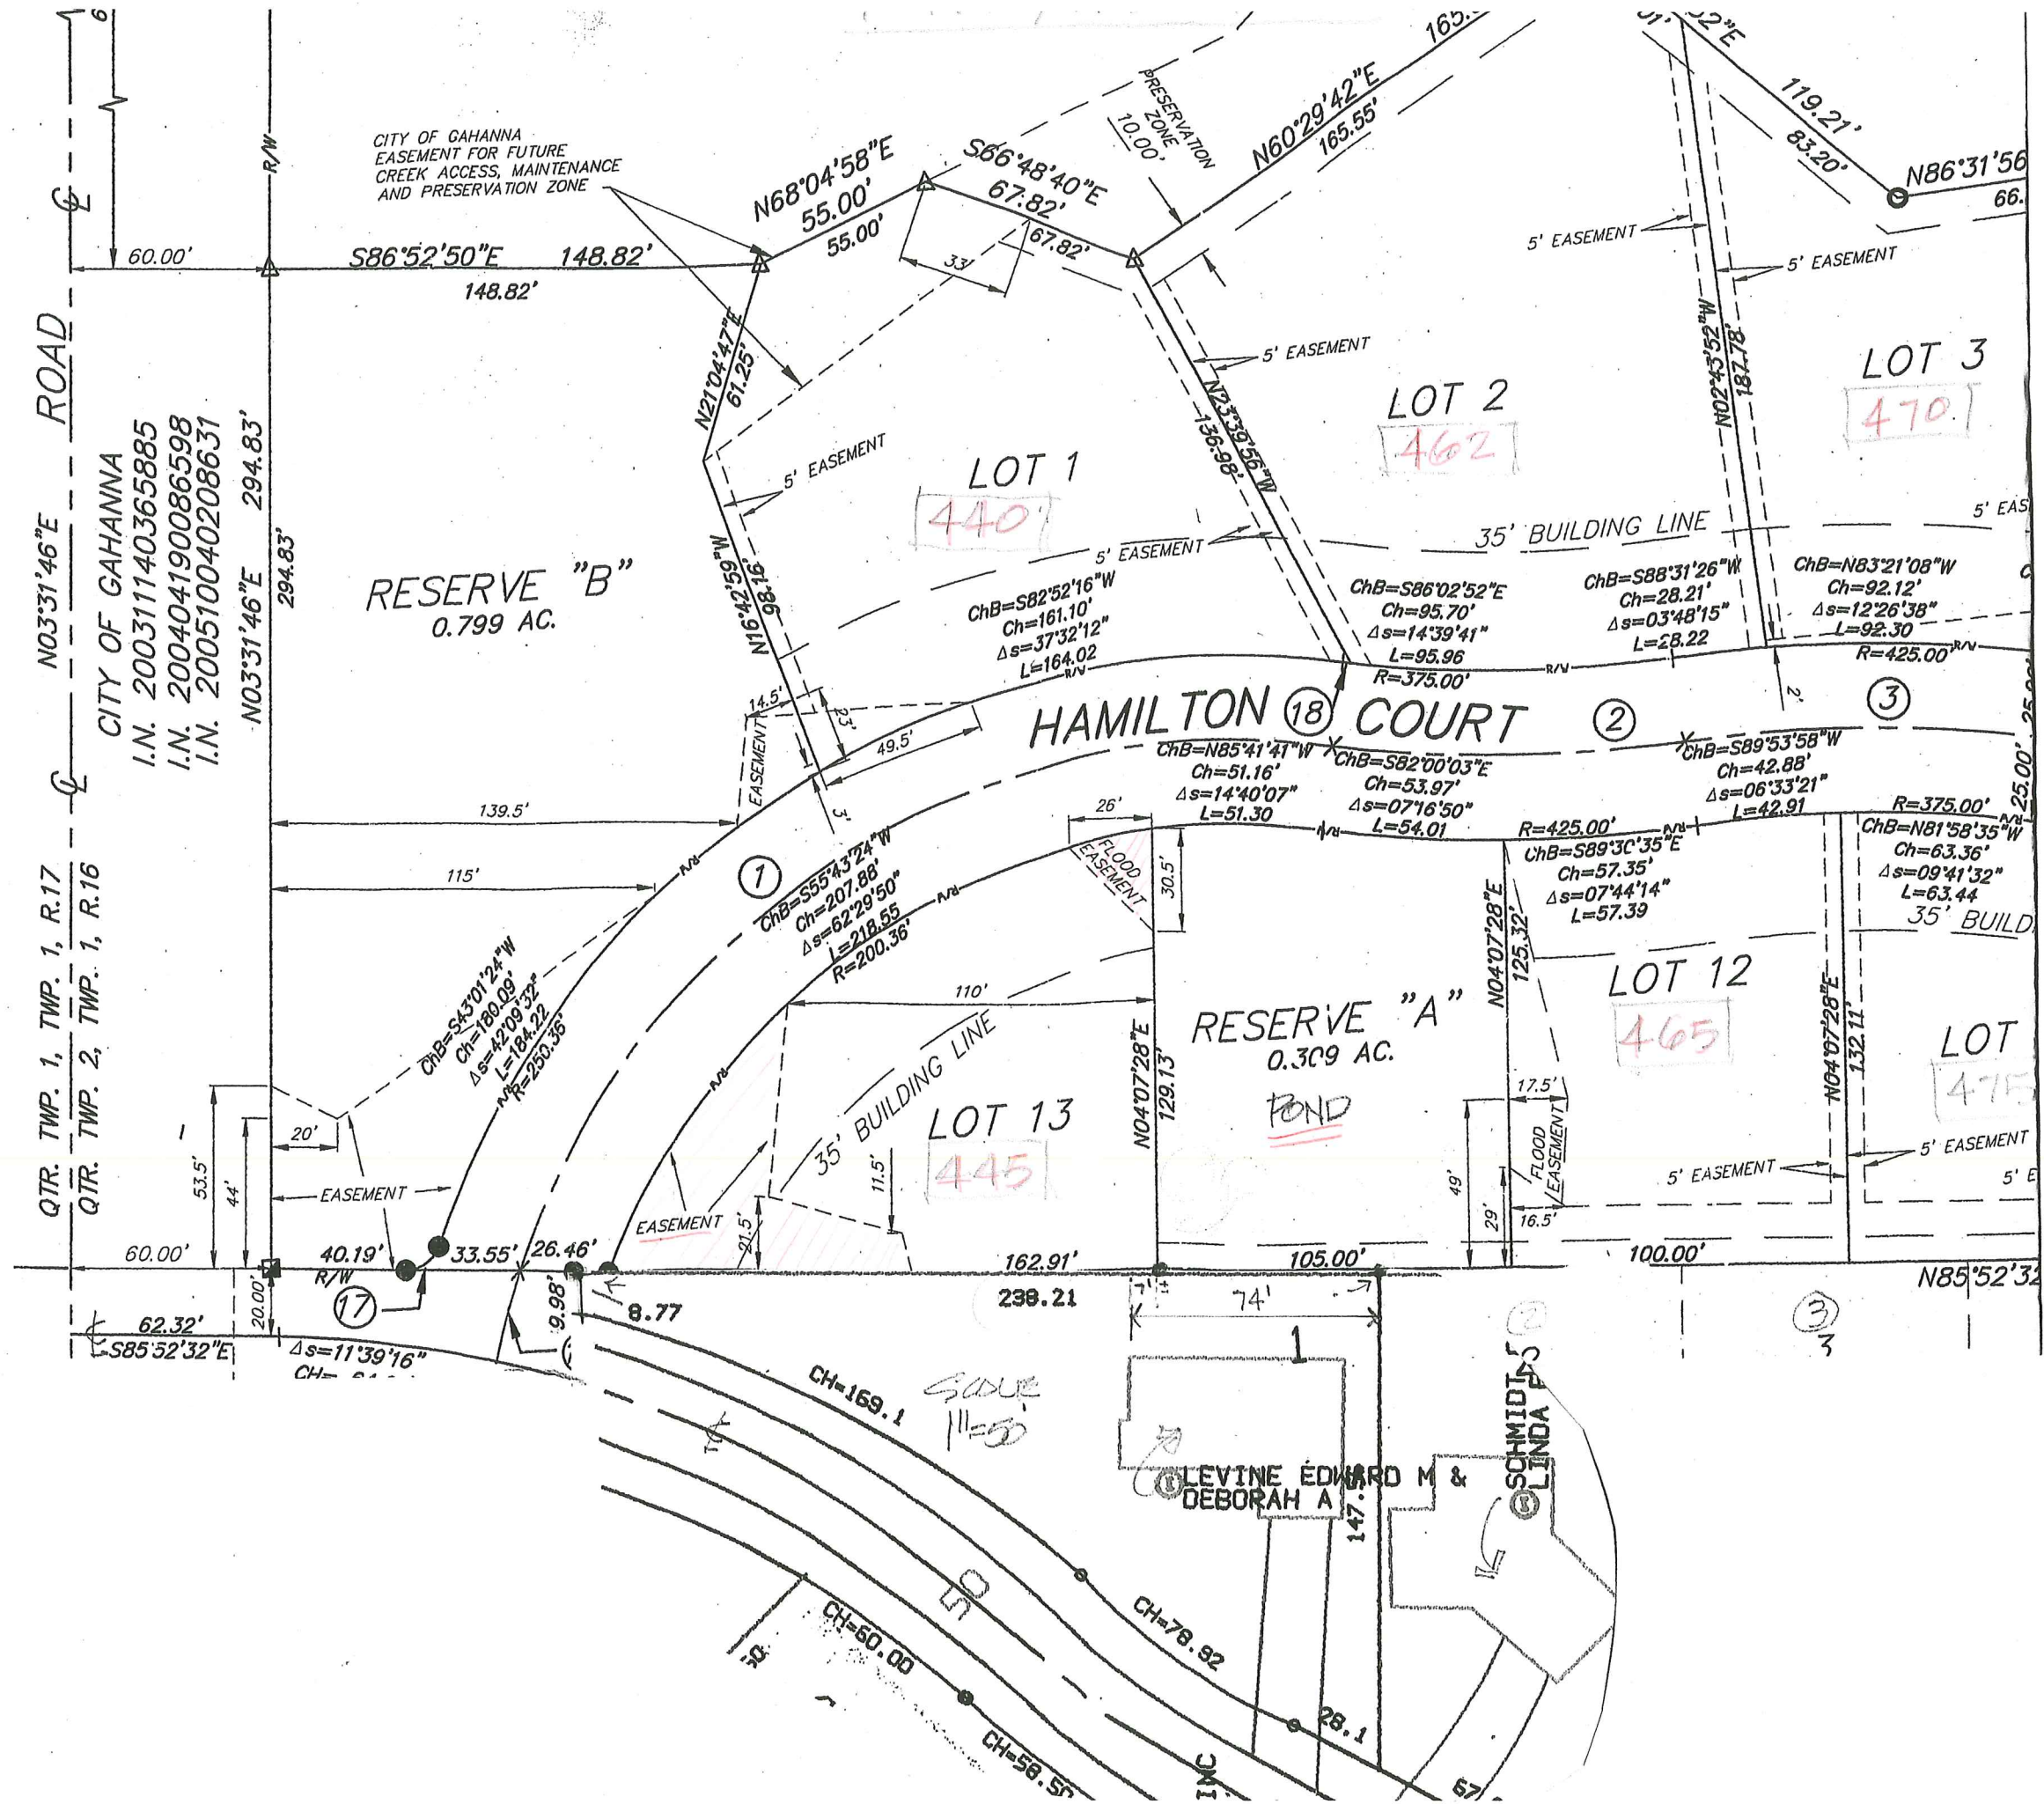 6
R/W
CITY OF GAHANNA
EASEMENT FOR FUTURE
CREEK ACCESS, MAINTENANCE
AND PRESERVATION ZONE
60.00'
S86°52'50"E 148.82'
148.82'
N68°04'58"E
55.00'
55.00'
S66°48'40"E
67.82'
67.82'
33'
PRESERVATION
ZONE
10.00'
N60°29'42"E
165.55'
119.21'
83.20'
N86°31'56
66.
5' EASEMENT
5' EASEMENT
N21°04'47"E
61.25'
5' EASEMENT
5' EASEMENT
N23°39'56"W
136.98'
N02°43'52"W
187.78'
LOT 1
440
LOT 2
462
LOT 3
470
ROAD
N03°31'46"E
CITY OF GAHANNA
I.N. 200311140365885
I.N. 200404190086598
I.N. 200510040208631
N03°31'46"E 294.83'
294.83'
RESERVE "B"
0.799 AC.
N16°42'59"W
98.16'
5' EASEMENT
35' BUILDING LINE
5' EAS
ChB=S82°52'16"W
Ch=161.10'
Δs=37°32'12"
L=164.02
R/W
ChB=S86°02'52"E
Ch=95.70'
Δs=14°39'41"
L=95.96
R=375.00'
R/W
ChB=S88°31'26"W
Ch=28.21'
Δs=03°48'15"
L=28.22
ChB=N83°21'08"W
Ch=92.12'
Δs=12°26'38"
L=92.30
R=425.00'
R/W
14.5'
23'
49.5'
EASEMENT
3'
2'
HAMILTON 18 COURT
2
3
25.00'
25.00'
ChB=N85°41'41"W
Ch=51.16'
Δs=14°40'07"
L=51.30
ChB=S82°00'03"E
Ch=53.97'
Δs=07°16'50"
L=54.01
R/W
R=425.00'
R/W
ChB=S89°53'58"W
Ch=42.88'
Δs=06°33'21"
L=42.91
R=375.00'
R/W
ChB=N81°58'35"W
Ch=63.36'
Δs=09°41'32"
L=63.44
35' BUILD
ChB=S89°30'35"E
Ch=57.35'
Δs=07°44'14"
L=57.39
139.5'
115'
R/W
1
ChB=S55°43'24"W
Ch=207.88'
Δs=62°29'50"
L=218.55
R=200.36'
R/W
26'
FLOOD
EASEMENT
30.5'
QTR. TWP. 1, TWP. 1, R.17
QTR. TWP. 2, TWP. 1, R.16
ChB=S43°01'24"W
Ch=180.09'
Δs=42°09'32"
L=184.22
R=250.36'
R/W
R/W
110'
35' BUILDING LINE
N04°07'28"E
129.13'
RESERVE "A"
0.309 AC.
POND
N04°07'28"E
125.32'
LOT 12
465
N04°07'28"E
132.11'
LOT
475
LOT 13
445
20'
53.5'
44'
EASEMENT
EASEMENT
21.5'
11.5'
49'
29'
17.5'
FLOOD
EASEMENT
16.5'
5' EASEMENT
5' EASEMENT
5' E
60.00'
40.19'
R/W
33.55'
26.46'
162.91'
105.00'
100.00'
N85°52'32
17
20.00'
9.98'
8.77
238.21
7'±
74'
62.32'
S85°52'32"E
Δs=11°39'16"
1
2
3
3
CH=169.1
SCALE
1"=50'
LEVINE EDWARD M &
DEBORAH A
147.5
SCHMIDT
LINDA
50
CH=78.92
CH=60.00
28.1
CH=58.50
INC
67